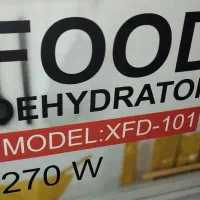 FOOD
DEHYDRATOR
MODEL:XFD-101
270 W